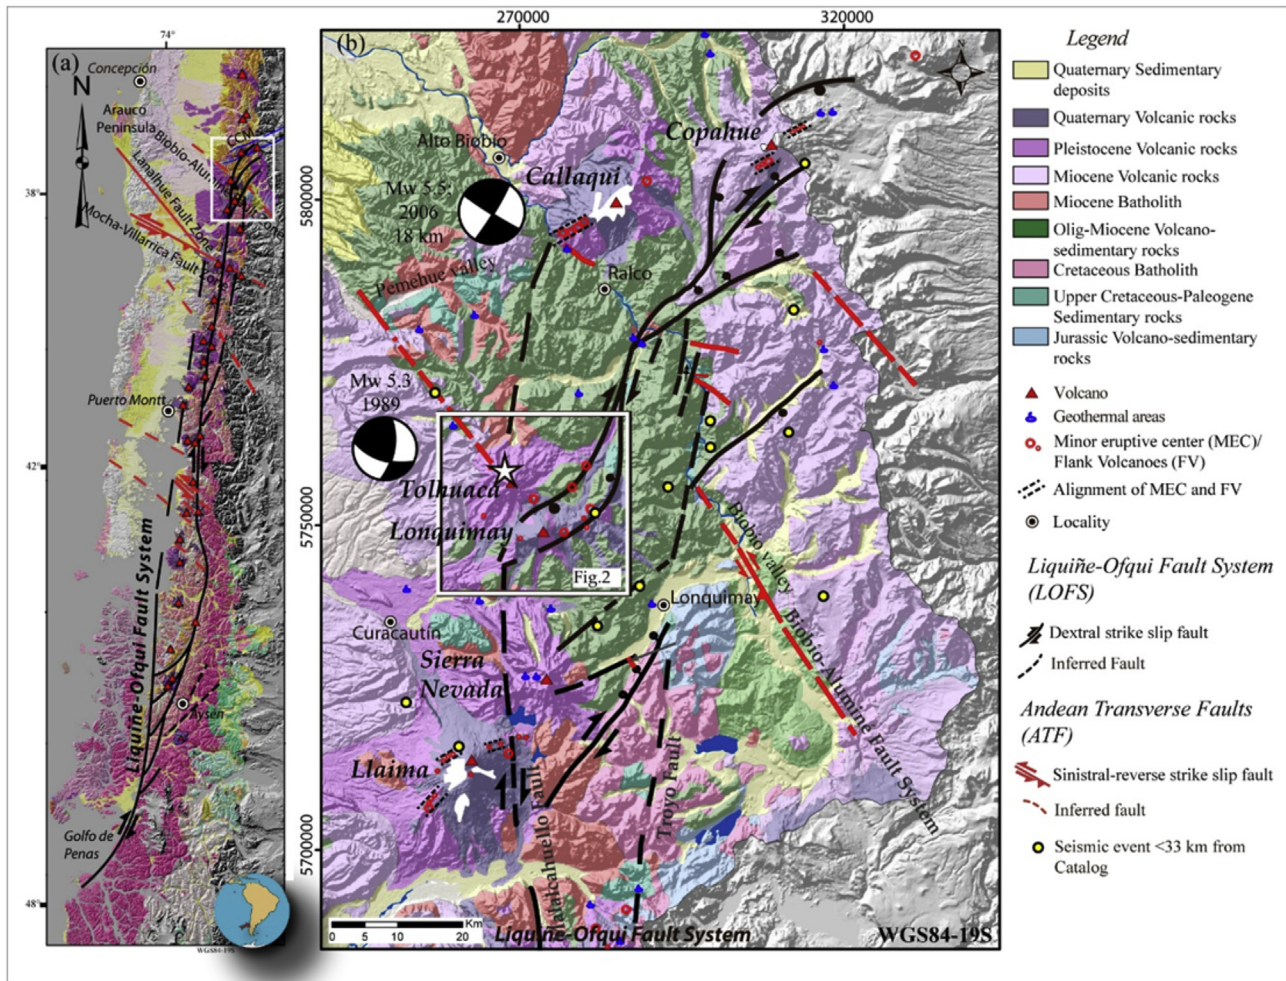 74°
(a)
Concepción
N
Arauco
Peninsula
CCM
Lanalhue Fault Zone
Mocha-Villarrica Fault Zone
38°
Puerto Montt
42°
Liquiñe-Ofqui Fault System
Aysén
Golfo de
Penas
48°
WGS84-19S
270000
320000
(b)
N
5800000
5750000
5700000
Alto Biobio
Copahue
Callaqui
Mw 5.5
2006
18 km
Ralco
Pemehue valley
Mw 5.3
1989
Tolhuaca
Lonquimay
Fig.2
Biobio valley
Biobio-Alumine Fault System
Lonquimay
Curacautín
Sierra
Nevada
Llaima
Troyo Fault
Km
0 5 10 20
Liquiñe-Ofqui Fault System
WGS84-19S
Legend
Quaternary Sedimentary
deposits
Quaternary Volcanic rocks
Pleistocene Volcanic rocks
Miocene Volcanic rocks
Miocene Batholith
Olig-Miocene Volcano-
sedimentary rocks
Cretaceous Batholith
Upper Cretaceous-Paleogene
Sedimentary rocks
Jurassic Volcano-sedimentary
rocks
Volcano
Geothermal areas
Minor eruptive center (MEC)/
Flank Volcanoes (FV)
Alignment of MEC and FV
Locality
Liquiñe-Ofqui Fault System
(LOFS)
Dextral strike slip fault
Inferred Fault
Andean Transverse Faults
(ATF)
Sinistral-reverse strike slip fault
Inferred fault
Seismic event <33 km from
Catalog